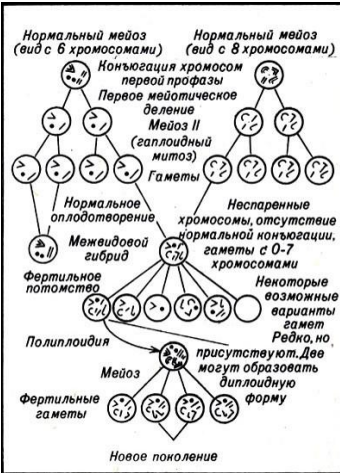 Нормальный мейоз
(вид с 6 хромосомами)
Нормальный мейоз
(вид с 8 хромосомами)
Конъюгация хромосом
первой профазы
Первое мейотическое
деление
Мейоз II
(гаплоидный
митоз)
Гаметы
Нормальное
оплодотворение
Межвидовой
гибрид
Фертильное
потомство
Неспаренные
хромосомы, отсутствие
нормальной конъюгации,
гаметы с 0-7
хромосомами
Некоторые
возможные
варианты
гамет
Редко, но
присутствуют. Две
могут образовать
диплоидную
форму
Полиплоидия
Мейоз
Фертильные
гаметы
Новое поколение